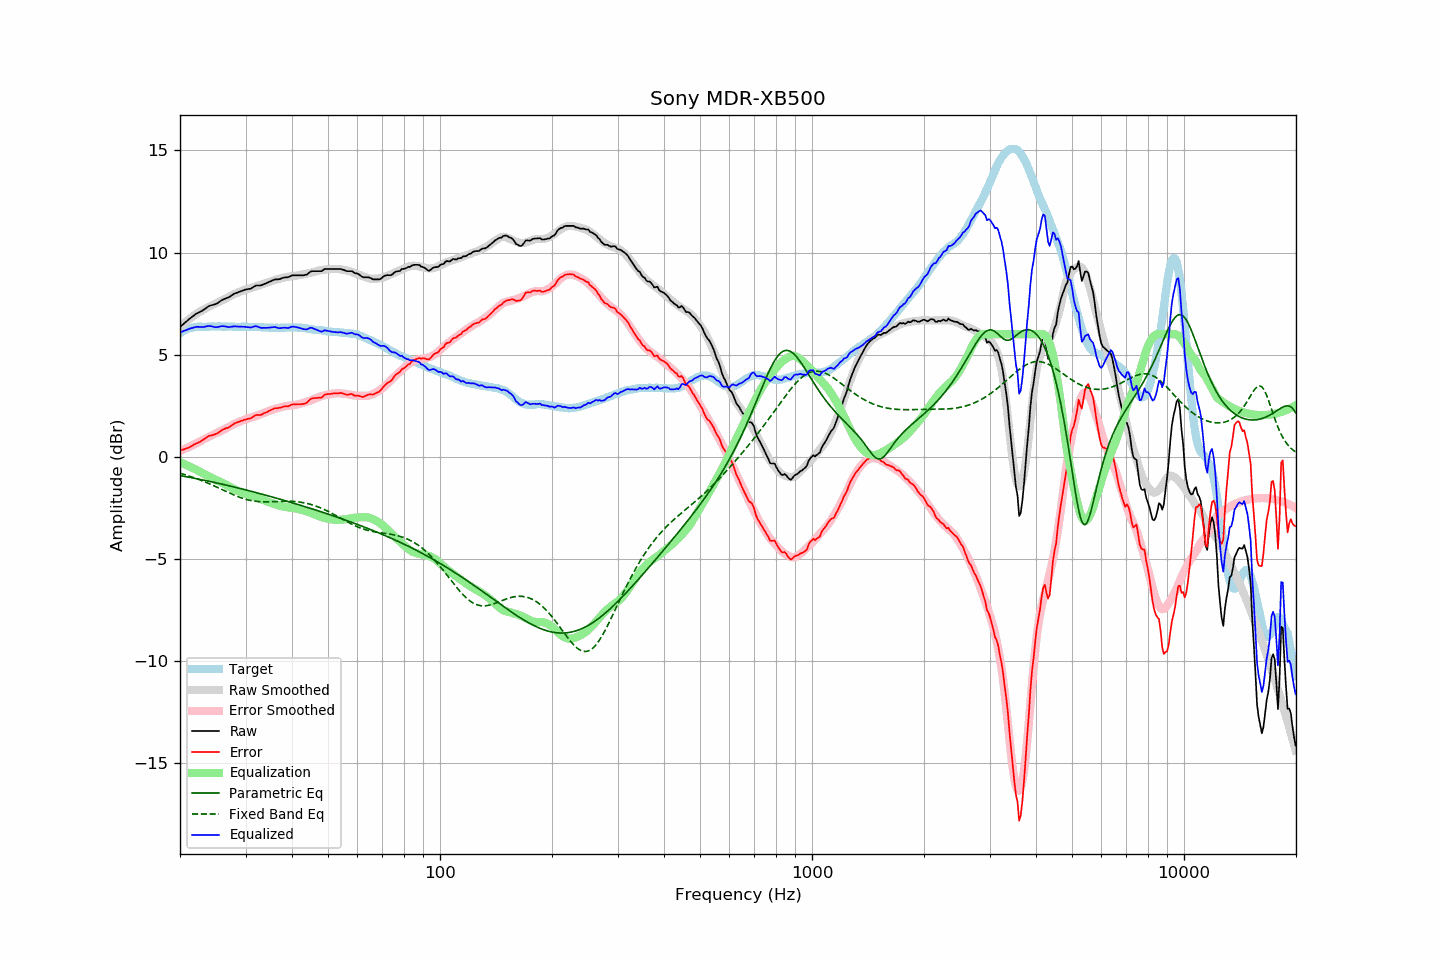 Sony MDR-XB500
15
10
5
0
−5
−10
−15
Amplitude (dBr)
Target
Raw Smoothed
Error Smoothed
Raw
Error
Equalization
Parametric Eq
Fixed Band Eq
Equalized
100
1000
10000
Frequency (Hz)